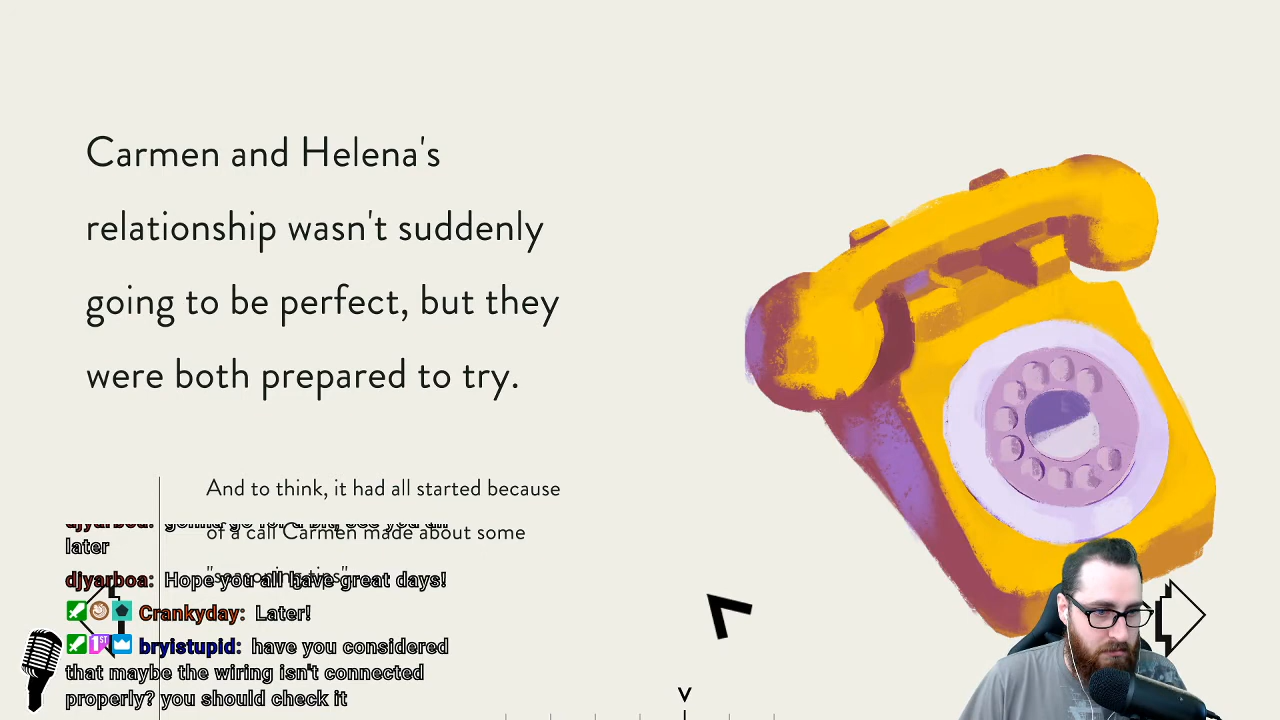 Carmen and Helena's
relationship wasn't suddenly
going to be perfect, but they
were both prepared to try.
And to think, it had all started because
of a call Carmen made about some
djyarboa:
later
djyarboa: Hope you all have great days!
1ST
Crankyday: Later!
bryistupid: have you considered
that maybe the wiring isn't connected
properly? you should check it